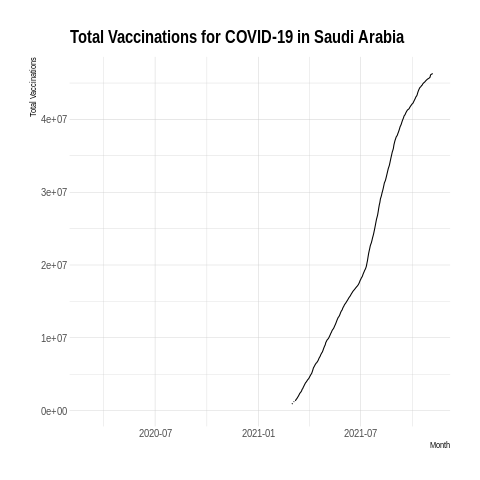 Total Vaccinations for COVID-19 in Saudi Arabia
Total Vaccinations
4e+07
3e+07
2e+07
1e+07
0e+00
2020-07 2021-01 2021-07
Month